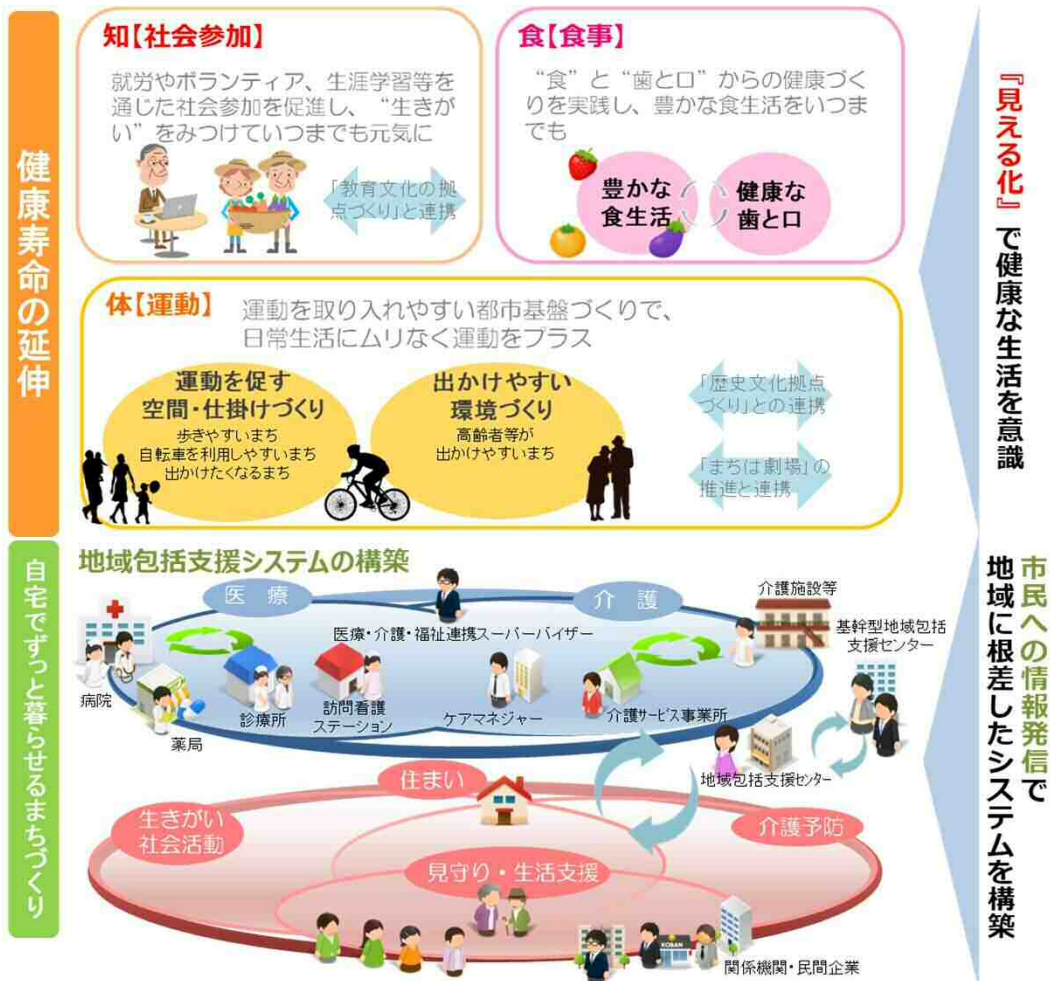 健康寿命の延伸
知【社会参加】
就労やボランティア、生涯学習等を
通じた社会参加を促進し、“生きが
い”をみつけていつまでも元気に
「教育文化の拠
点づくり」と連携
食【食事】
“食”と“歯と口”からの健康づく
りを実践し、豊かな食生活をいつま
でも
豊かな
食生活
健康な
歯と口
体【運動】
運動を取り入れやすい都市基盤づくりで、
日常生活にムリなく運動をプラス
運動を促す
空間・仕掛けづくり
歩きやすいまち
自転車を利用しやすいまち
出かけたくなるまち
出かけやすい
環境づくり
高齢者等が
出かけやすいまち
「歴史文化拠点
づくり」との連携
「まちは劇場」の
推進と連携
『見える化』で健康な生活を意識
自宅でずっと暮らせるまちづくり
地域包括支援システムの構築
医療
介護
医療・介護・福祉連携スーパーバイザー
介護施設等
基幹型地域包括
支援センター
病院
薬局
診療所
訪問看護
ステーション
ケアマネジャー
介護サービス事業所
地域包括支援センター
住まい
生きがい
社会活動
介護予防
見守り・生活支援
KOBAN
関係機関・民間企業
市民への情報発信で
地域に根差したシステムを構築